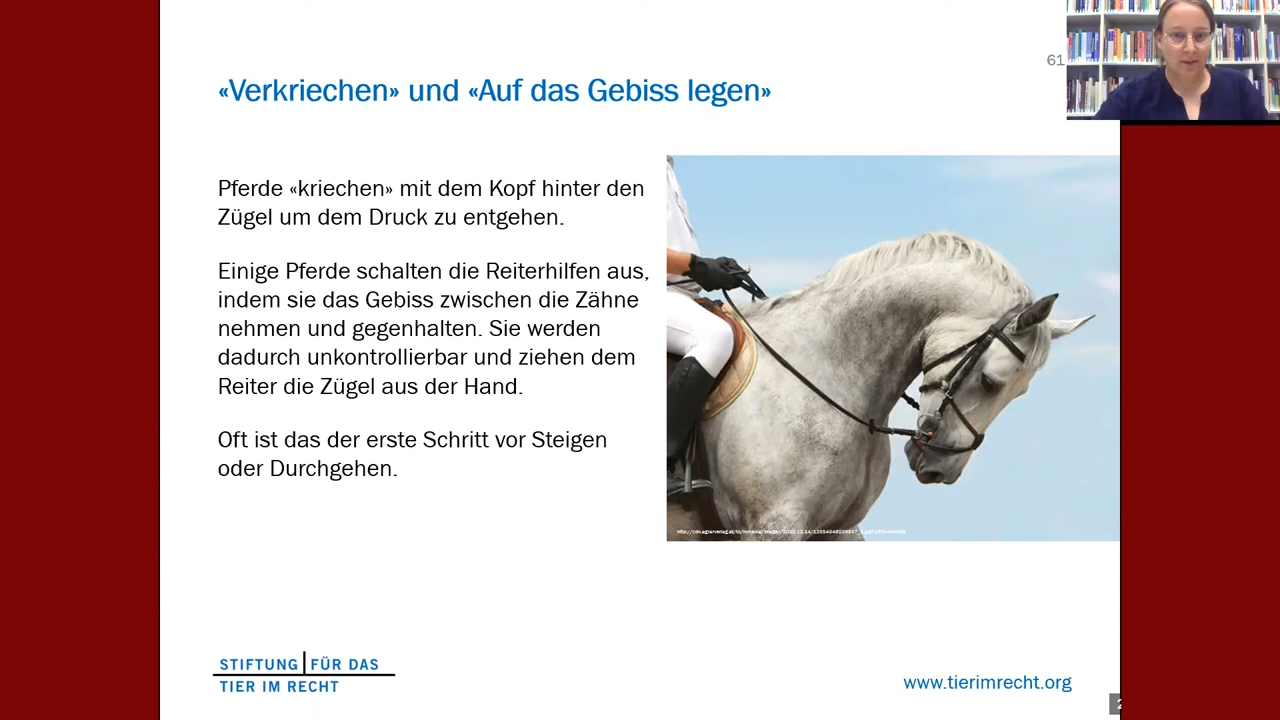 61
«Verkriechen» und «Auf das Gebiss legen»
Pferde «kriechen» mit dem Kopf hinter den
Zügel um dem Druck zu entgehen.
Einige Pferde schalten die Reiterhilfen aus,
indem sie das Gebiss zwischen die Zähne
nehmen und gegenhalten. Sie werden
dadurch unkontrollierbar und ziehen dem
Reiter die Zügel aus der Hand.
Oft ist das der erste Schritt vor Steigen
oder Durchgehen.
STIFTUNG FÜR DAS
TIER IM RECHT
www.tierimrecht.org